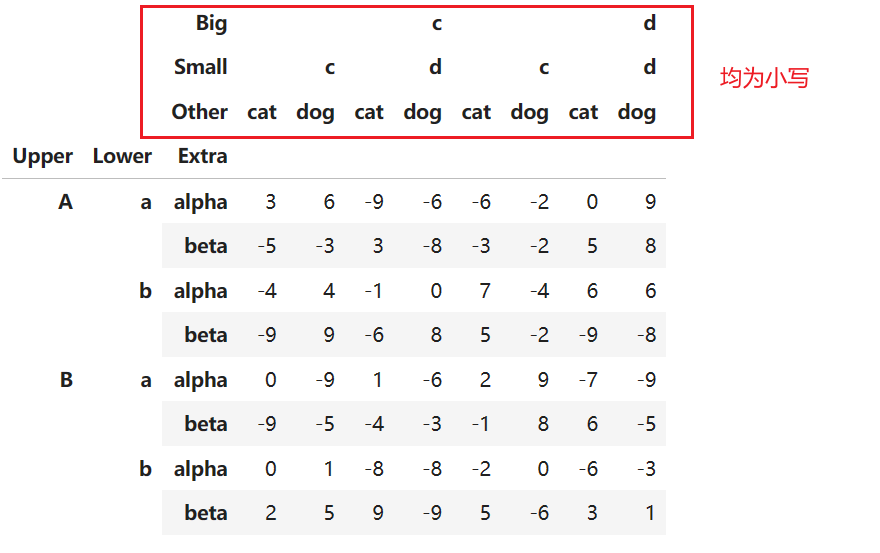 Big c d
Small c d c d
Other cat dog cat dog cat dog cat dog
均为小写
Upper Lower Extra
A a alpha 3 6 -9 -6 -6 -2 0 9
beta -5 -3 3 -8 -3 -2 5 8
b alpha -4 4 -1 0 7 -4 6 6
beta -9 9 -6 8 5 -2 -9 -8
B a alpha 0 -9 1 -6 2 9 -7 -9
beta -9 -5 -4 -3 -1 8 6 -5
b alpha 0 1 -8 -8 -2 0 -6 -3
beta 2 5 9 -9 5 -6 3 1